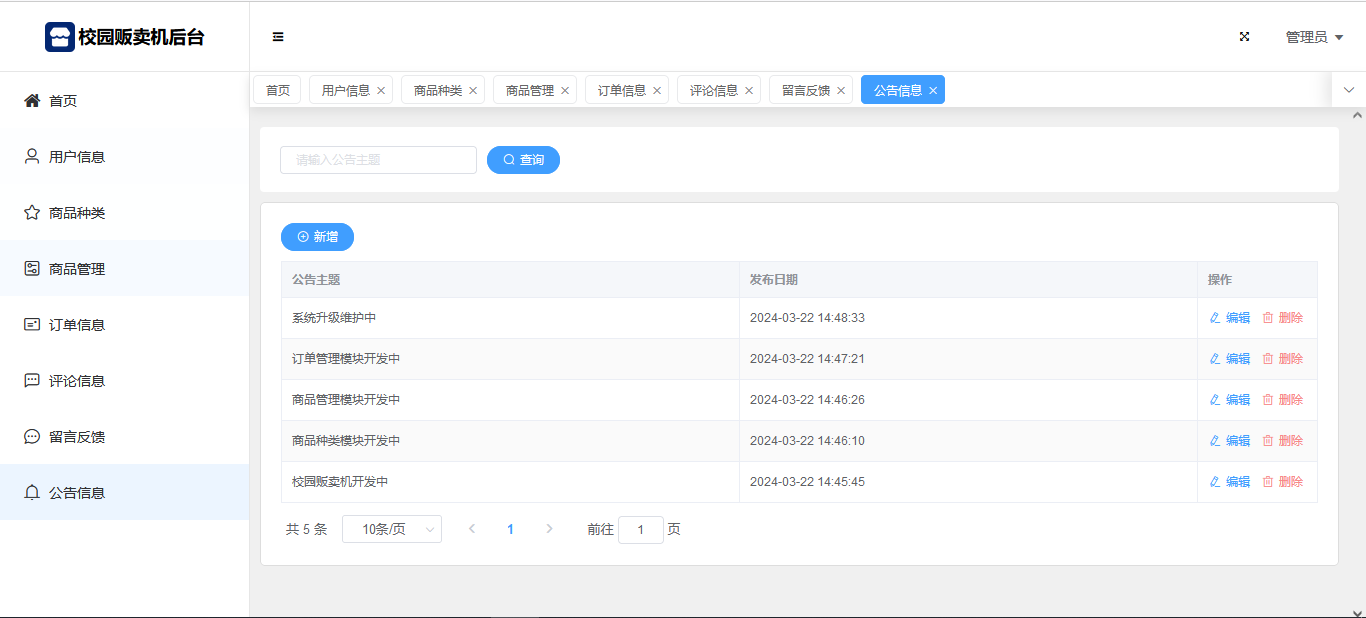 校园贩卖机后台
管理员
首页
用户信息
商品种类
商品管理
订单信息
评论信息
留言反馈
公告信息
首页 用户信息 商品种类 商品管理 订单信息 评论信息 留言反馈 公告信息
请输入公告主题 查询
新增
公告主题 发布日期 操作
系统升级维护中 2024-03-22 14:48:33 编辑 删除
订单管理模块开发中 2024-03-22 14:47:21 编辑 删除
商品管理模块开发中 2024-03-22 14:46:26 编辑 删除
商品种类模块开发中 2024-03-22 14:46:10 编辑 删除
校园贩卖机开发中 2024-03-22 14:45:45 编辑 删除
共 5 条 10条/页 1 前往 1 页